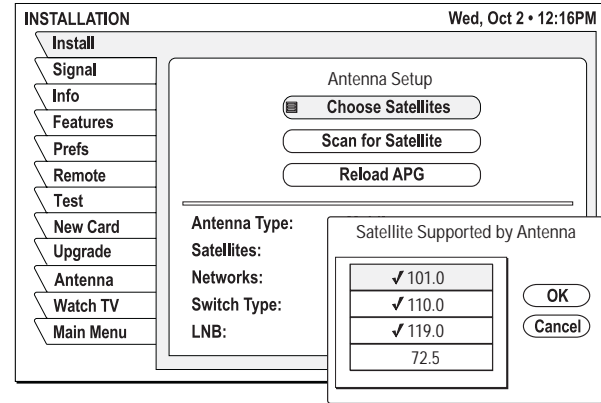 INSTALLATION
Wed, Oct 2 • 12:16PM
Install
Signal
Info
Features
Prefs
Remote
Test
New Card
Upgrade
Antenna
Watch TV
Main Menu
Antenna Setup
Choose Satellites
Scan for Satellite
Reload APG
Antenna Type:
Satellites:
Networks:
Switch Type:
LNB:
Satellite Supported by Antenna
✓ 101.0
✓ 110.0
✓ 119.0
72.5
OK
Cancel